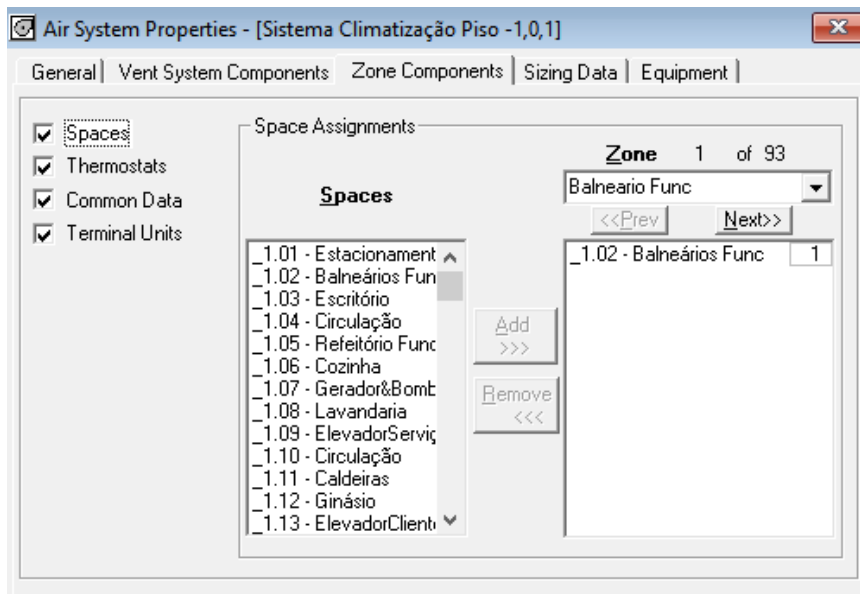 Air System Properties - [Sistema Climatização Piso -1,0,1]
General Vent System Components Zone Components Sizing Data Equipment
Spaces
Thermostats
Common Data
Terminal Units
Space Assignments
Spaces
Zone 1 of 93
Balneario Func
<<Prev Next>>
_1.01 - Estacionament
_1.02 - Balneários Fun
_1.03 - Escritório
_1.04 - Circulação
_1.05 - Refeitório Func
_1.06 - Cozinha
_1.07 - Gerador&Bomb
_1.08 - Lavandaria
_1.09 - ElevadorServiç
_1.10 - Circulação
_1.11 - Caldeiras
_1.12 - Ginásio
_1.13 - ElevadorCliente
Add
>>>
Remove
<<<
_1.02 - Balneários Func 1